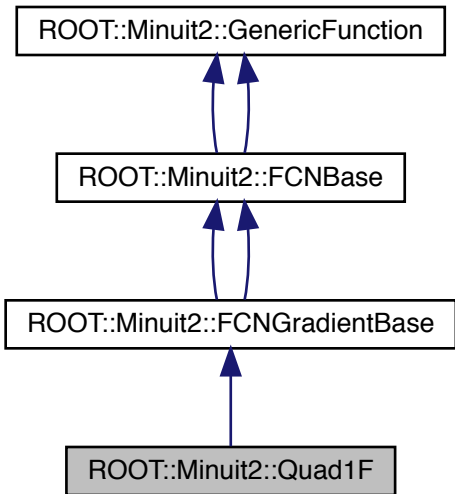 ROOT::Minuit2::GenericFunction
ROOT::Minuit2::FCNBase
ROOT::Minuit2::FCNGradientBase
ROOT::Minuit2::Quad1F